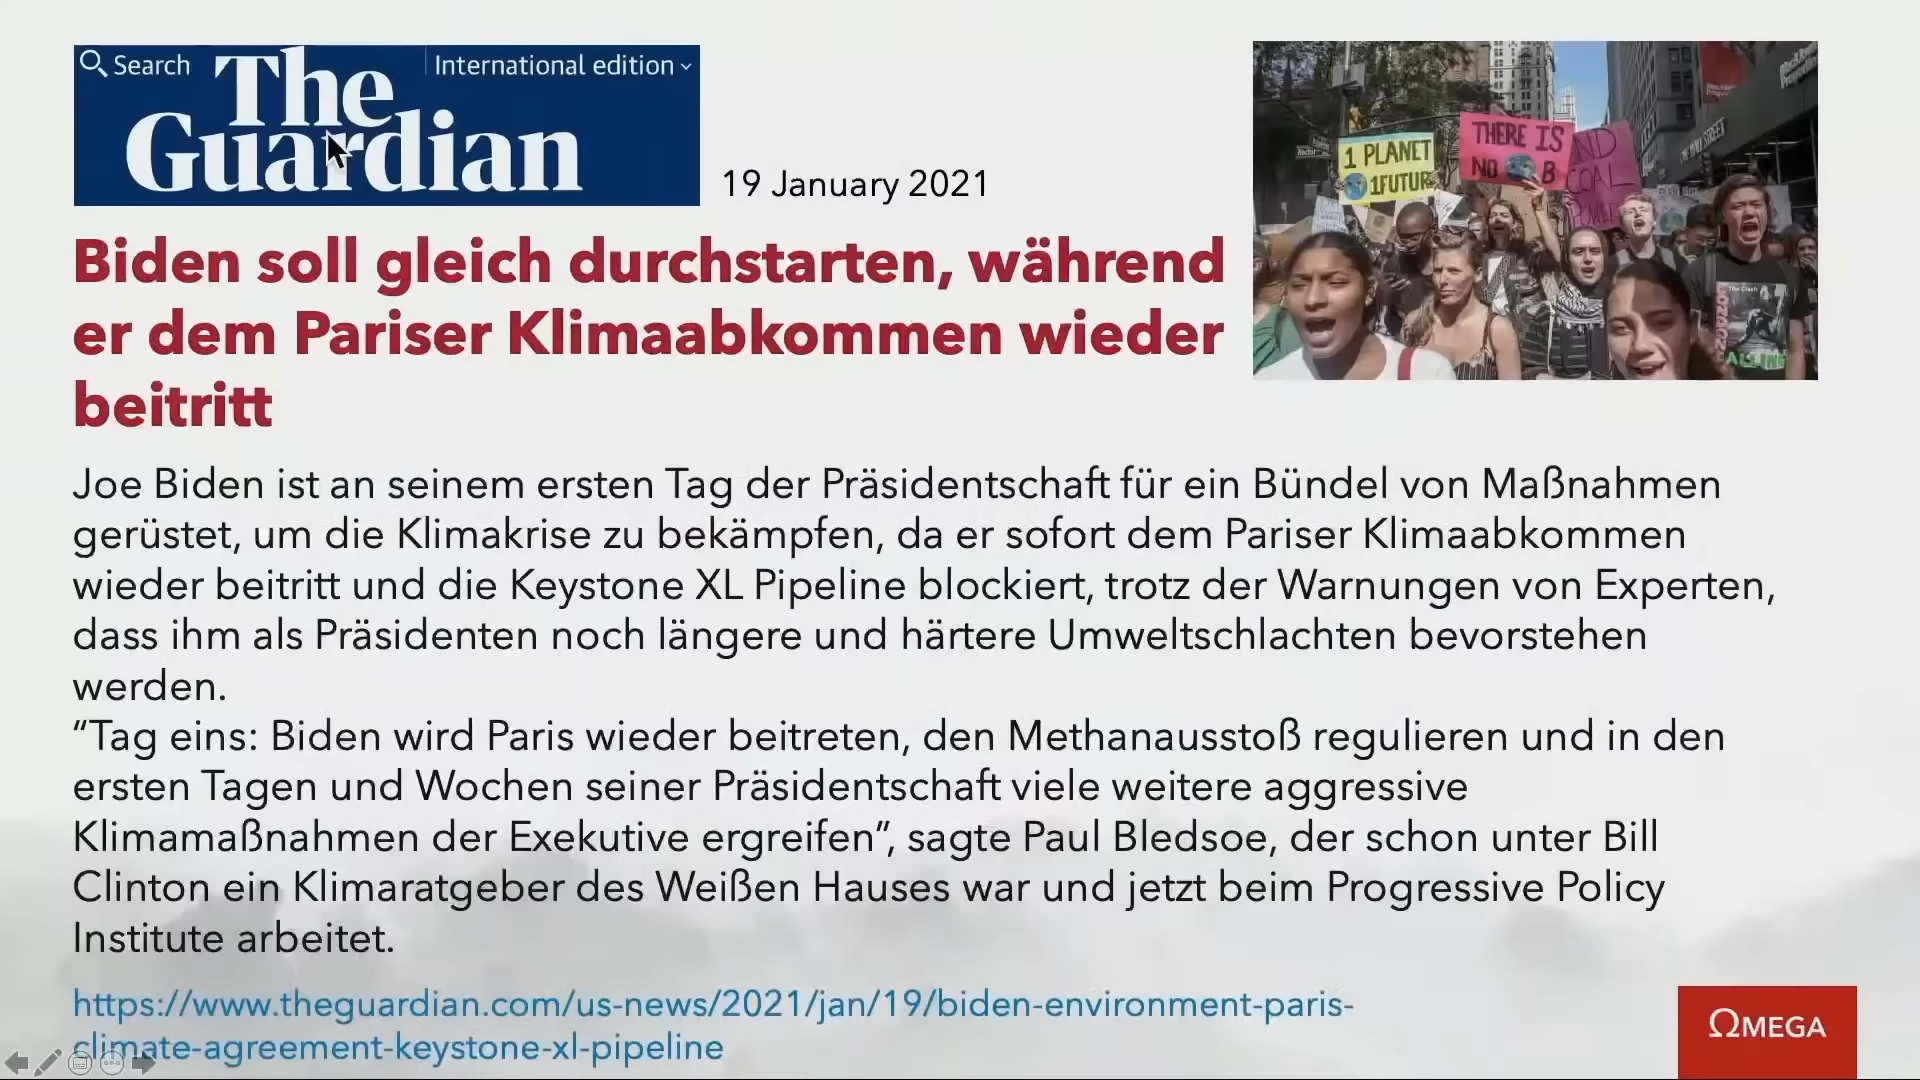 Search
International edition
The
Guardian
19 January 2021
1 PLANET
1FUTUR
THERE IS
NO B
COAL
Biden soll gleich durchstarten, während
er dem Pariser Klimaabkommen wieder
beitritt
Joe Biden ist an seinem ersten Tag der Präsidentschaft für ein Bündel von Maßnahmen
gerüstet, um die Klimakrise zu bekämpfen, da er sofort dem Pariser Klimaabkommen
wieder beitritt und die Keystone XL Pipeline blockiert, trotz der Warnungen von Experten,
dass ihm als Präsidenten noch längere und härtere Umweltschlachten bevorstehen
werden.
“Tag eins: Biden wird Paris wieder beitreten, den Methanausstoß regulieren und in den
ersten Tagen und Wochen seiner Präsidentschaft viele weitere aggressive
Klimamaßnahmen der Exekutive ergreifen”, sagte Paul Bledsoe, der schon unter Bill
Clinton ein Klimaratgeber des Weißen Hauses war und jetzt beim Progressive Policy
Institute arbeitet.
https://www.theguardian.com/us-news/2021/jan/19/biden-environment-paris-
climate-agreement-keystone-xl-pipeline
ΩMEGA